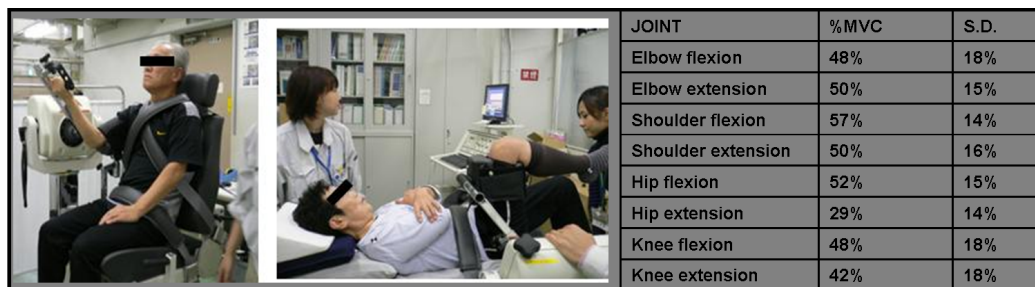 JOINT %MVC S.D.
Elbow flexion 48% 18%
Elbow extension 50% 15%
Shoulder flexion 57% 14%
Shoulder extension 50% 16%
Hip flexion 52% 15%
Hip extension 29% 14%
Knee flexion 48% 18%
Knee extension 42% 18%